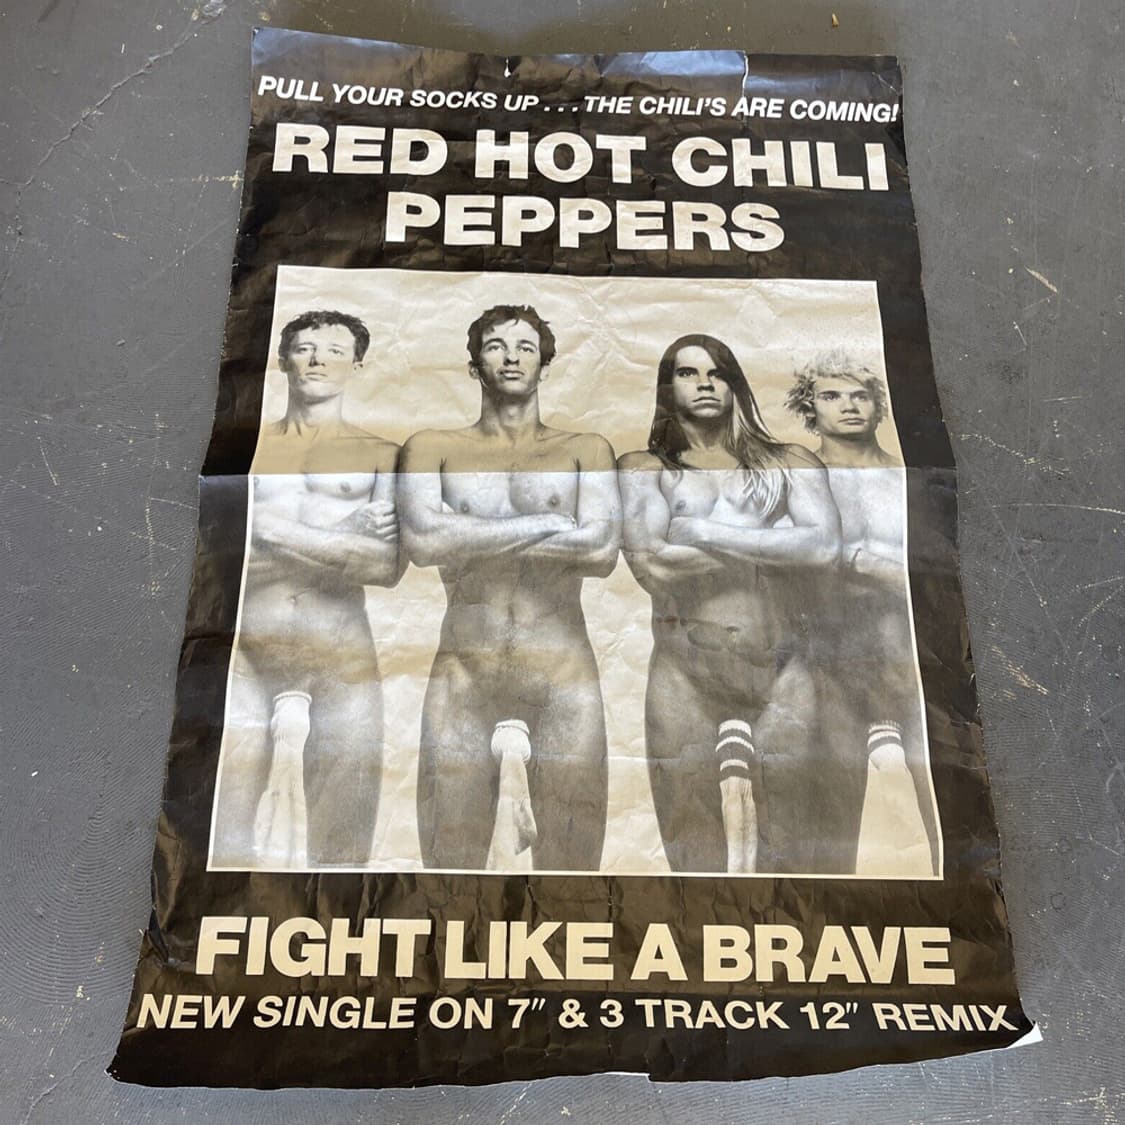 PULL YOUR SOCKS UP . . . THE CHILI'S ARE COMING!
RED HOT CHILI
PEPPERS
FIGHT LIKE A BRAVE
NEW SINGLE ON 7" & 3 TRACK 12" REMIX